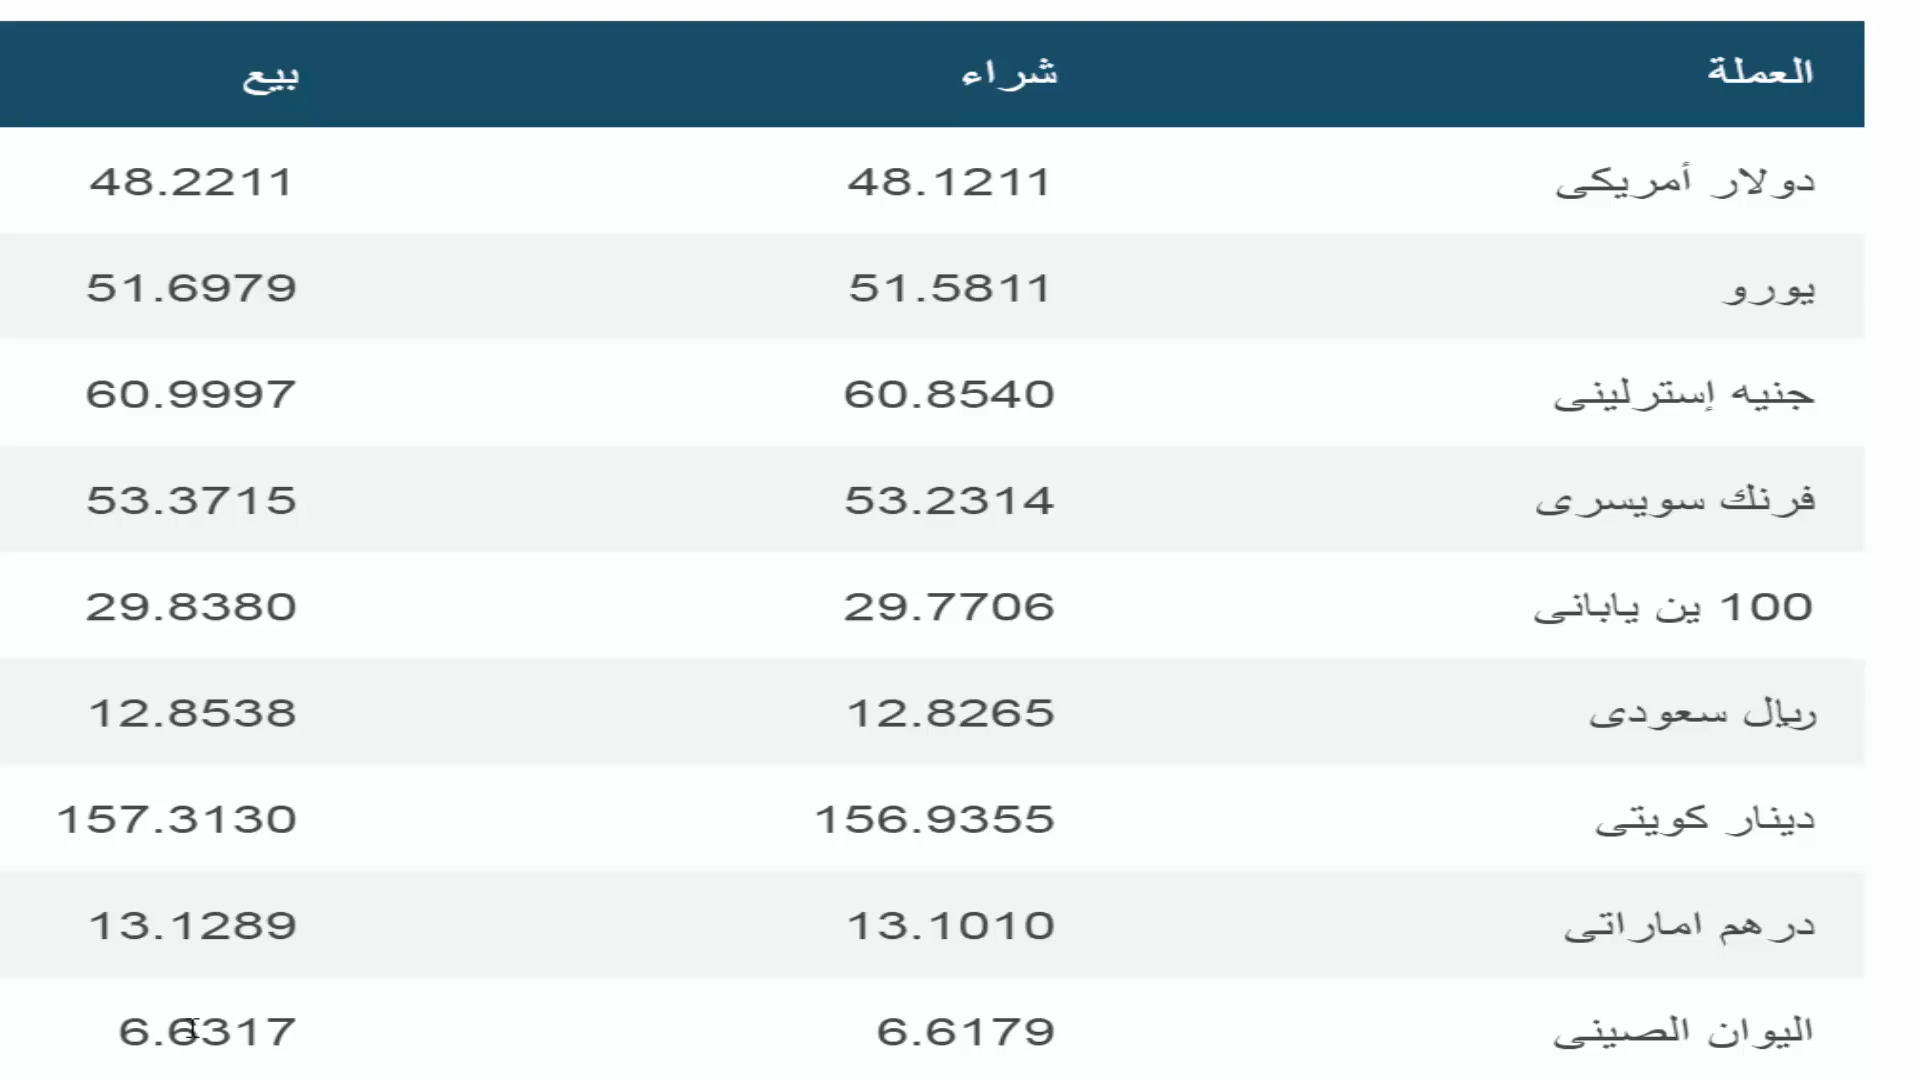 العملة شراء بيع
دولار أمريكى 48.1211 48.2211
يورو 51.5811 51.6979
جنيه إسترلينى 60.8540 60.9997
فرنك سويسرى 53.2314 53.3715
100 ين يابانى 29.7706 29.8380
ريال سعودى 12.8265 12.8538
دينار كويتى 156.9355 157.3130
درهم اماراتى 13.1010 13.1289
اليوان الصينى 6.6179 6.6317